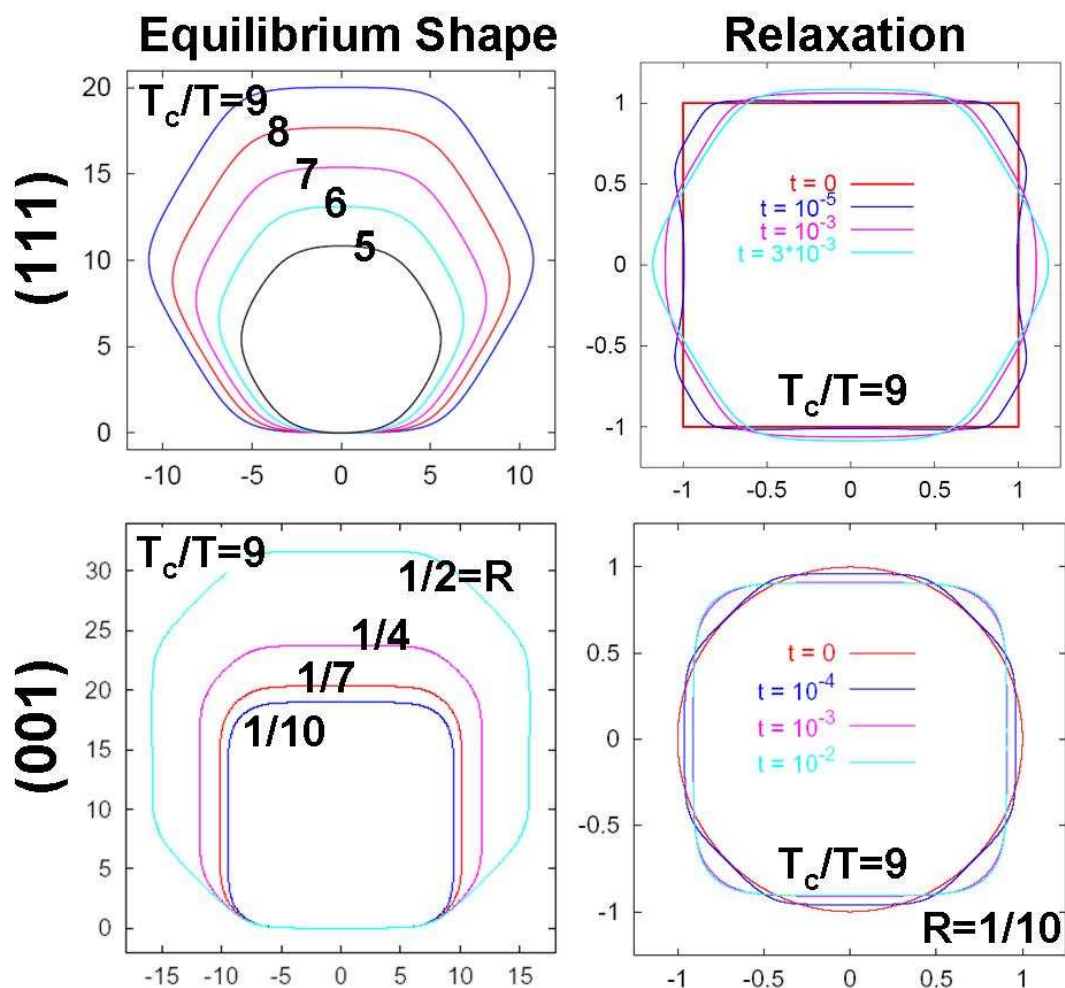 Equilibrium Shape
Relaxation
(111)
T_c/T=9
8
7
6
5
20
15
10
5
0
-10 -5 0 5 10
1
0.5
0
-0.5
-1
t = 0
t = 10^-5
t = 10^-3
t = 3*10^-3
T_c/T=9
-1 -0.5 0 0.5 1
(001)
T_c/T=9
1/2=R
1/4
1/7
1/10
30
25
20
15
10
5
0
-15 -10 -5 0 5 10 15
1
0.5
0
-0.5
-1
t = 0
t = 10^-4
t = 10^-3
t = 10^-2
T_c/T=9
R=1/10
-1 -0.5 0 0.5 1